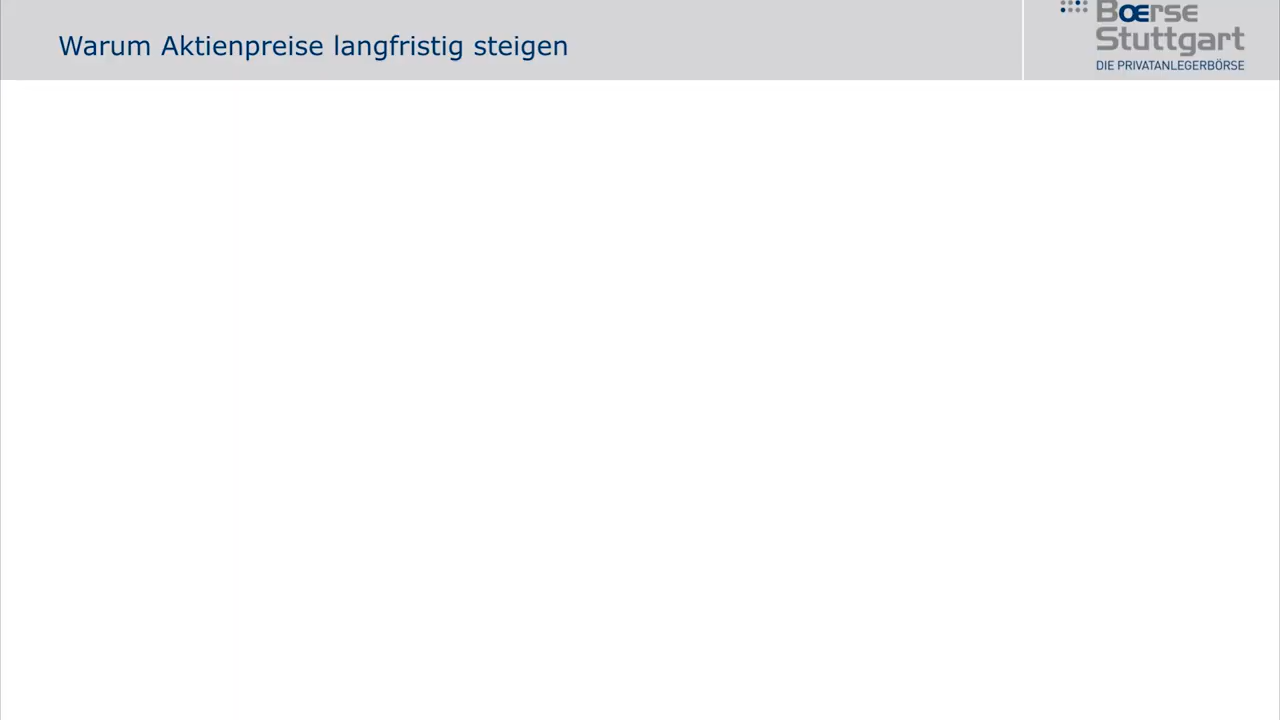 Warum Aktienpreise langfristig steigen
Boerse
Stuttgart
DIE PRIVATANLEGERBÖRSE